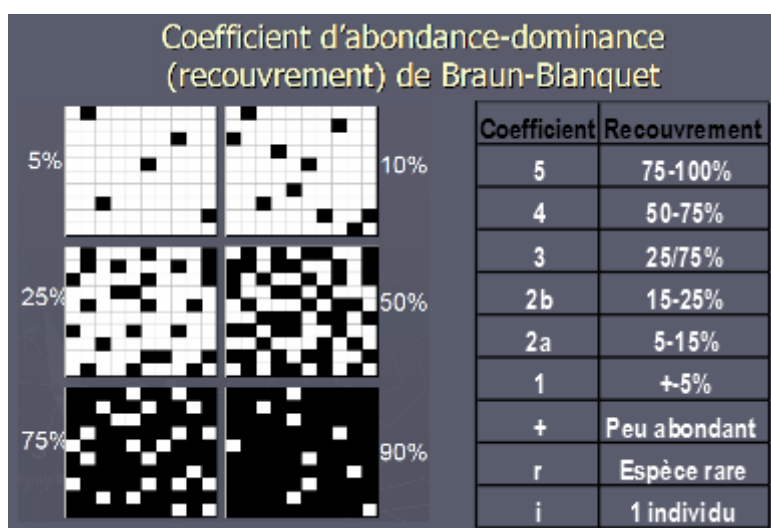 Coefficient d'abondance-dominance
(recouvrement) de Braun-Blanquet
5%
10%
25%
50%
75%
90%
Coefficient Recouvrement
5 75-100%
4 50-75%
3 25/75%
2b 15-25%
2a 5-15%
1 +-5%
+ Peu abondant
r Espèce rare
i 1 individu